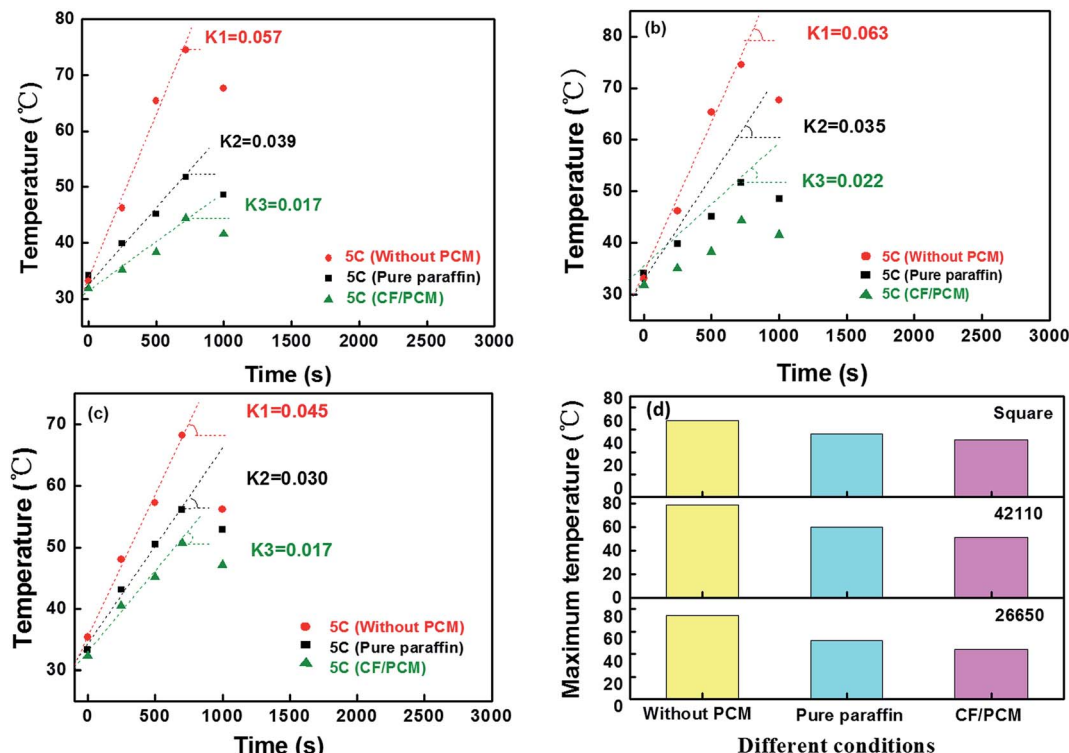 80
70
60
50
40
30
Temperature (℃)
K1=0.057
K2=0.039
K3=0.017
5C (Without PCM)
5C (Pure paraffin)
5C (CF/PCM)
0 500 1000 1500 2000 2500 3000
Time (s)
(b)
80
70
60
50
40
30
Temperature (℃)
K1=0.063
K2=0.035
K3=0.022
5C (Without PCM)
5C (Pure paraffin)
5C (CF/PCM)
0 500 1000 1500 2000 2500 3000
Time (s)
(c)
70
60
50
40
30
Temperature (℃)
K1=0.045
K2=0.030
K3=0.017
5C (Without PCM)
5C (Pure paraffin)
5C (CF/PCM)
0 500 1000 1500 2000 2500 3000
Time (s)
(d)
Maximum temperature (℃)
Square
80
60
40
20
0
42110
80
60
40
20
0
26650
80
60
40
20
0
Without PCM Pure paraffin CF/PCM
Different conditions